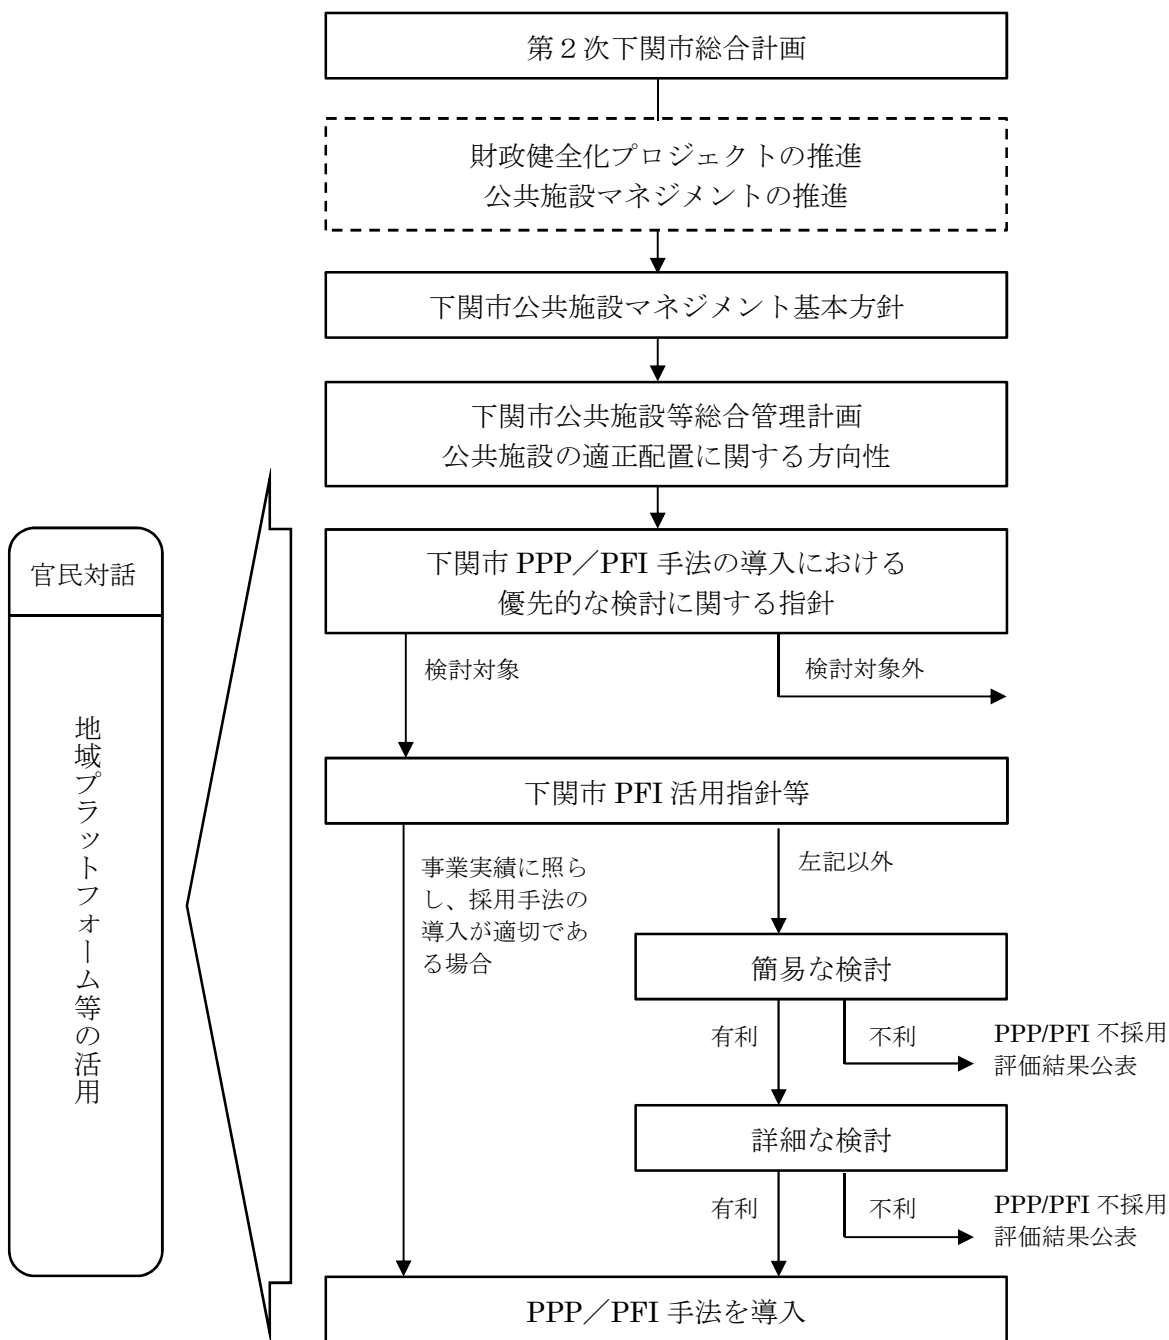 第２次下関市総合計画
財政健全化プロジェクトの推進
公共施設マネジメントの推進
下関市公共施設マネジメント基本方針
下関市公共施設等総合管理計画
公共施設の適正配置に関する方向性
官民対話
地域プラットフォーム等の活用
下関市 PPP／PFI 手法の導入における
優先的な検討に関する指針
検討対象
検討対象外
下関市 PFI 活用指針等
事業実績に照ら
し、採用手法の
導入が適切であ
る場合
左記以外
簡易な検討
有利
不利
PPP/PFI 不採用
評価結果公表
詳細な検討
有利
不利
PPP/PFI 不採用
評価結果公表
PPP／PFI 手法を導入